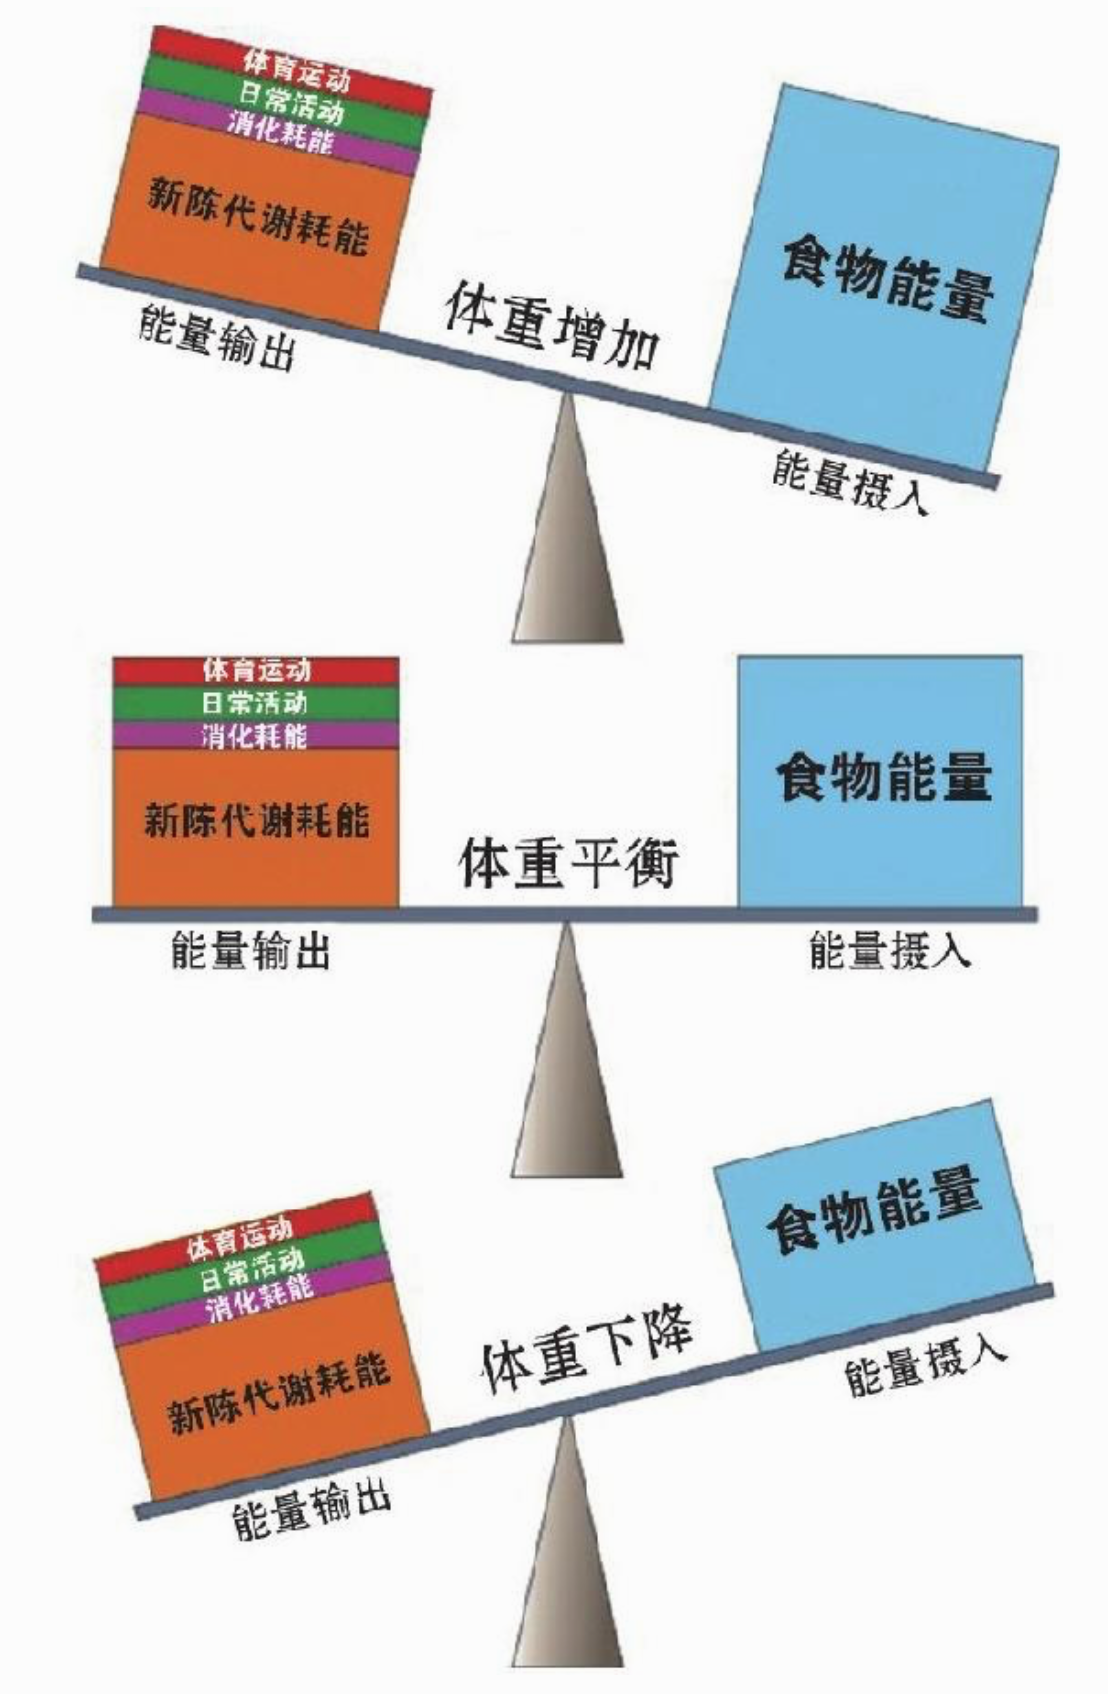 体育运动
日常活动
消化耗能
新陈代谢耗能
食物能量
体重增加
能量输出
能量摄入
体育运动
日常活动
消化耗能
新陈代谢耗能
食物能量
体重平衡
能量输出
能量摄入
体育运动
日常活动
消化耗能
新陈代谢耗能
食物能量
体重下降
能量输出
能量摄入